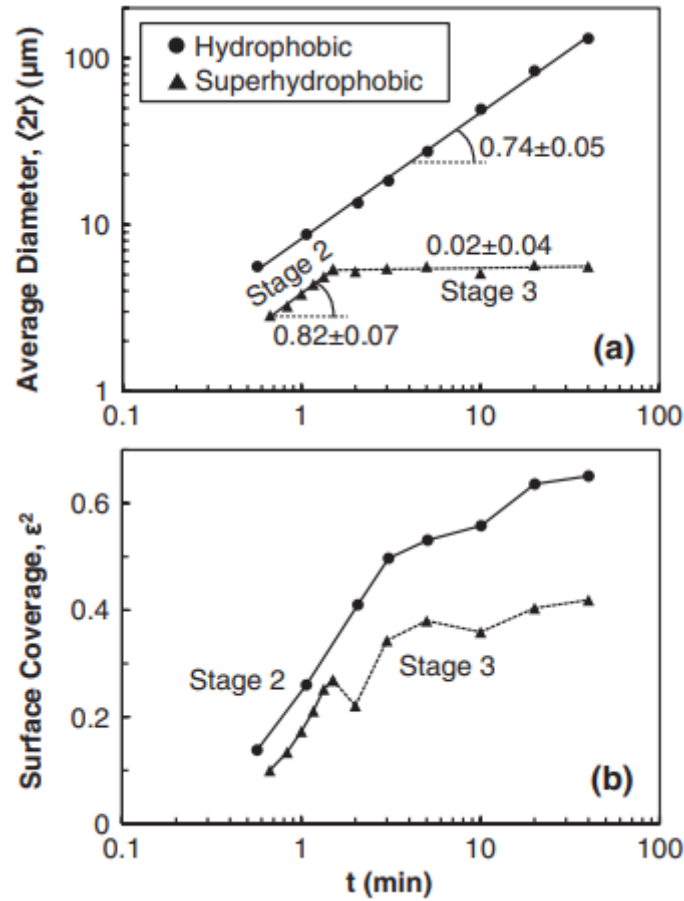 Average Diameter, ⟨2r⟩ (µm)
100
10
1
Hydrophobic
Superhydrophobic
0.74±0.05
Stage 2
0.02±0.04
Stage 3
0.82±0.07
(a)
0.1
1
10
100
Surface Coverage, ε²
0.6
0.4
0.2
0
Stage 2
Stage 3
(b)
0.1
1
10
100
t (min)